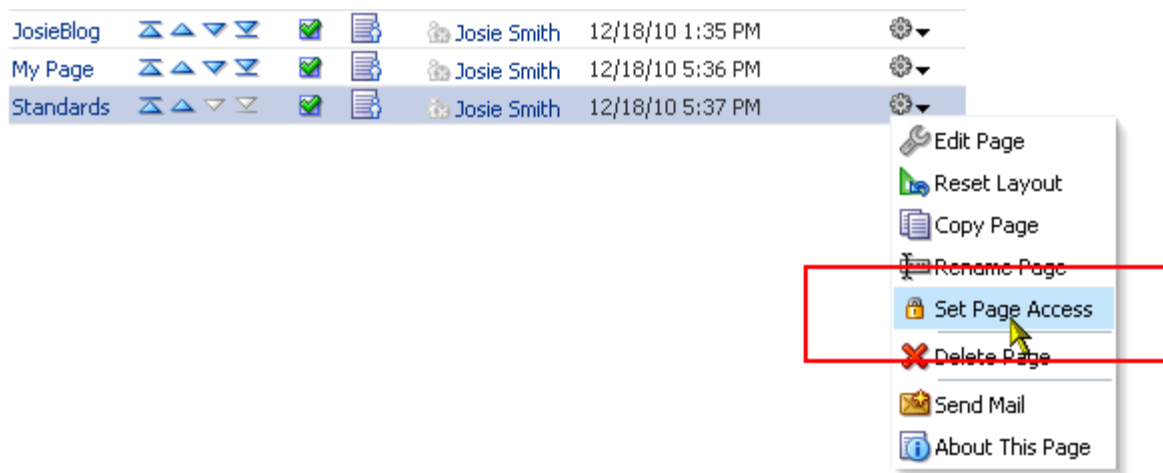 JosieBlog Josie Smith 12/18/10 1:35 PM
My Page Josie Smith 12/18/10 5:36 PM
Standards Josie Smith 12/18/10 5:37 PM
Edit Page
Reset Layout
Copy Page
Rename Page
Set Page Access
Delete Page
Send Mail
About This Page